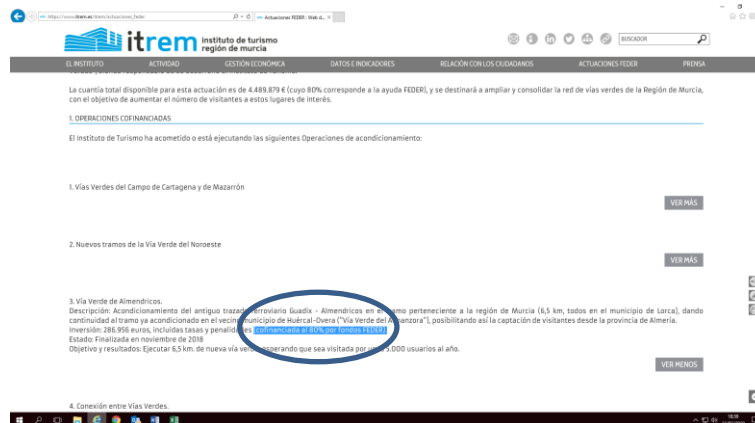 https://www.itrem.es/itrem/actuaciones_feder
Actuaciones FEDER - Web d...
itrem instituto de turismo
región de murcia
BUSCADOR
EL INSTITUTO ACTIVIDAD GESTIÓN ECONÓMICA DATOS E INDICADORES RELACIÓN CON LOS CIUDADANOS ACTUACIONES FEDER PRENSA
La cuantía total disponible para esta actuación es de 4.489.879 € (cuyo 80% corresponde a la ayuda FEDER), y se destinará a ampliar y consolidar la red de vías verdes de la Región de Murcia,
con el objetivo de aumentar el número de visitantes a estos lugares de interés.
1. OPERACIONES COFINANCIADAS
El Instituto de Turismo ha acometido o está ejecutando las siguientes Operaciones de acondicionamiento:
1. Vías Verdes del Campo de Cartagena y de Mazarrón
VER MÁS
2. Nuevos tramos de la Vía Verde del Noroeste
VER MÁS
3. Vía Verde de Almendricos.
Descripción: Acondicionamiento del antiguo trazado ferroviario Guadix - Almendricos en el tramo perteneciente a la región de Murcia (6,5 km, todos en el municipio de Lorca), dando
continuidad al tramo ya acondicionado en el vecino municipio de Huércal-Overa ("Vía Verde del Almanzora"), posibilitando así la captación de visitantes desde la provincia de Almería.
Inversión: 286.956 euros, incluidas tasas y penalidades (cofinanciada al 80% por fondos FEDER).
Estado: Finalizada en noviembre de 2018
Objetivo y resultados: Ejecutar 6,5 km. de nueva vía verde, esperando que sea visitada por unos 5.000 usuarios al año.
VER MENOS
4. Conexión entre Vías Verdes.
18:39